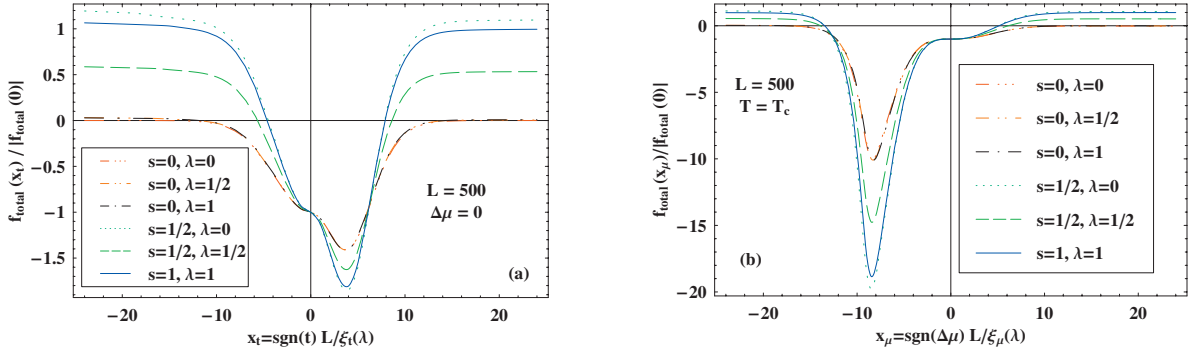 f_total (x_t) / |f_total (0)|
1
0.5
0
−0.5
−1
−1.5
−20
−10
0
10
20
x_t=sgn(t) L/ξ_t(λ)
s=0, λ=0
s=0, λ=1/2
s=0, λ=1
s=1/2, λ=0
s=1/2, λ=1/2
s=1, λ=1
L = 500
Δμ = 0
(a)
f_total (x_μ)/|f_total (0)|
0
−5
−10
−15
−20
−20
−10
0
10
20
x_μ=sgn(Δμ) L/ξ_μ(λ)
L = 500
T = T_c
(b)
s=0, λ=0
s=0, λ=1/2
s=0, λ=1
s=1/2, λ=0
s=1/2, λ=1/2
s=1, λ=1